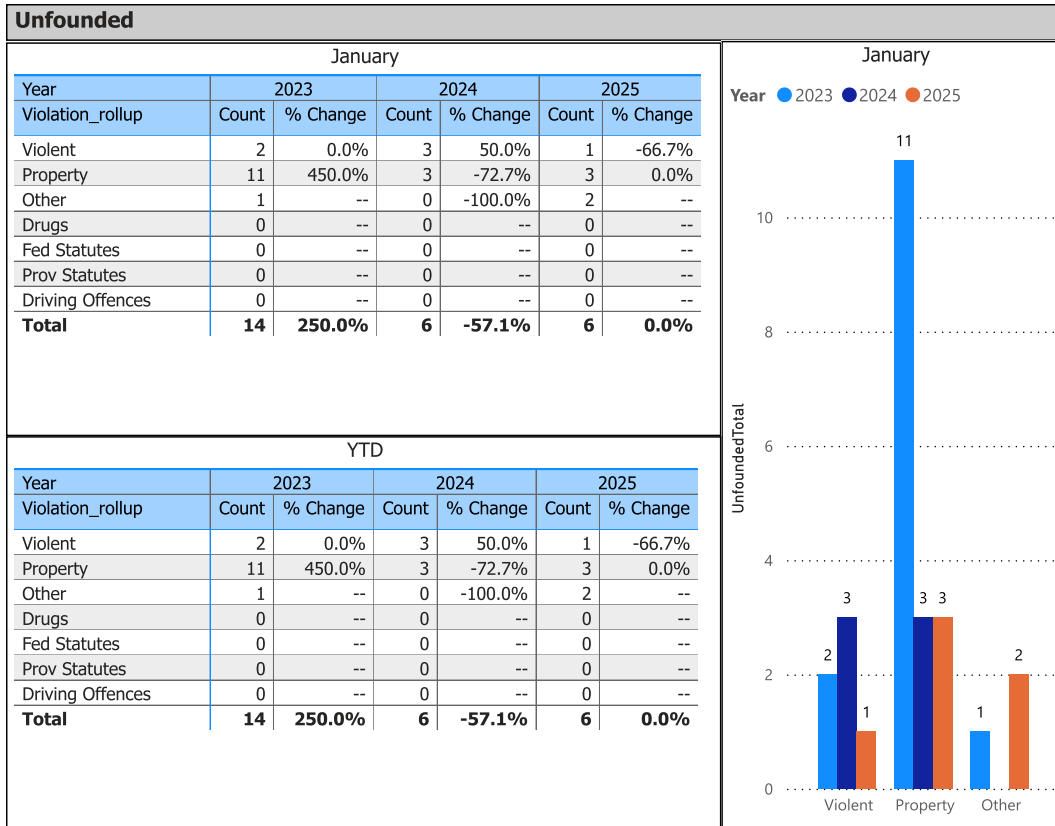 Unfounded
January
Year 2023 2024 2025
Violation_rollup Count % Change Count % Change Count % Change
Violent 2 0.0% 3 50.0% 1 -66.7%
Property 11 450.0% 3 -72.7% 3 0.0%
Other 1 -- 0 -100.0% 2 --
Drugs 0 -- 0 -- 0 --
Fed Statutes 0 -- 0 -- 0 --
Prov Statutes 0 -- 0 -- 0 --
Driving Offences 0 -- 0 -- 0 --
Total 14 250.0% 6 -57.1% 6 0.0%
YTD
Year 2023 2024 2025
Violation_rollup Count % Change Count % Change Count % Change
Violent 2 0.0% 3 50.0% 1 -66.7%
Property 11 450.0% 3 -72.7% 3 0.0%
Other 1 -- 0 -100.0% 2 --
Drugs 0 -- 0 -- 0 --
Fed Statutes 0 -- 0 -- 0 --
Prov Statutes 0 -- 0 -- 0 --
Driving Offences 0 -- 0 -- 0 --
Total 14 250.0% 6 -57.1% 6 0.0%
January
Year 2023 2024 2025
11
10
8
UnfoundedTotal
6
4
3 3 3
2 2
2
1 1
0
Violent Property Other